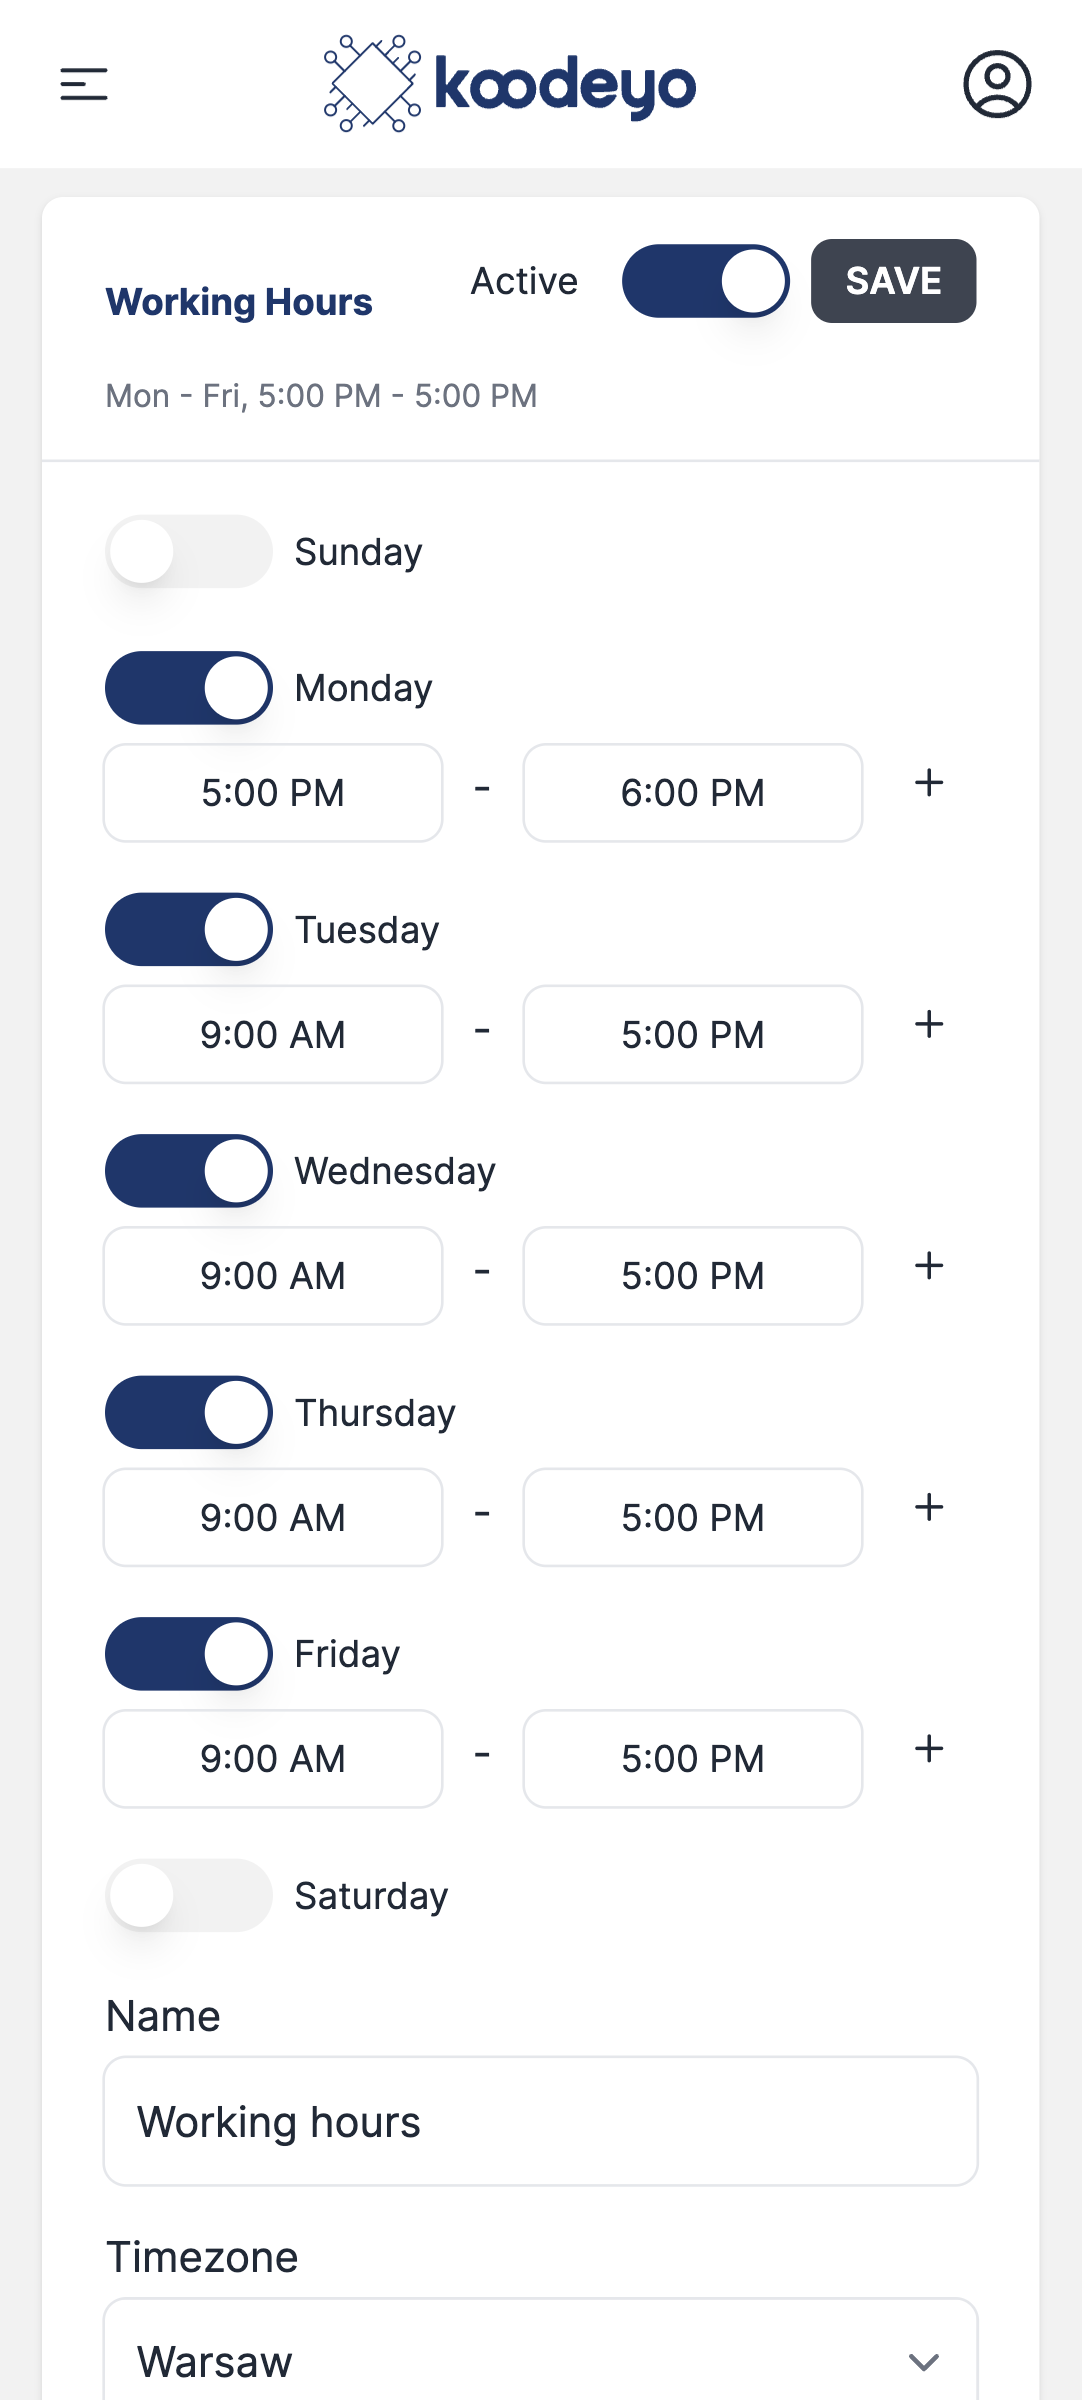 koodeyo
Working Hours
Active
SAVE
Mon - Fri, 5:00 PM - 5:00 PM
Sunday
Monday
5:00 PM - 6:00 PM +
Tuesday
9:00 AM - 5:00 PM +
Wednesday
9:00 AM - 5:00 PM +
Thursday
9:00 AM - 5:00 PM +
Friday
9:00 AM - 5:00 PM +
Saturday
Name
Working hours
Timezone
Warsaw